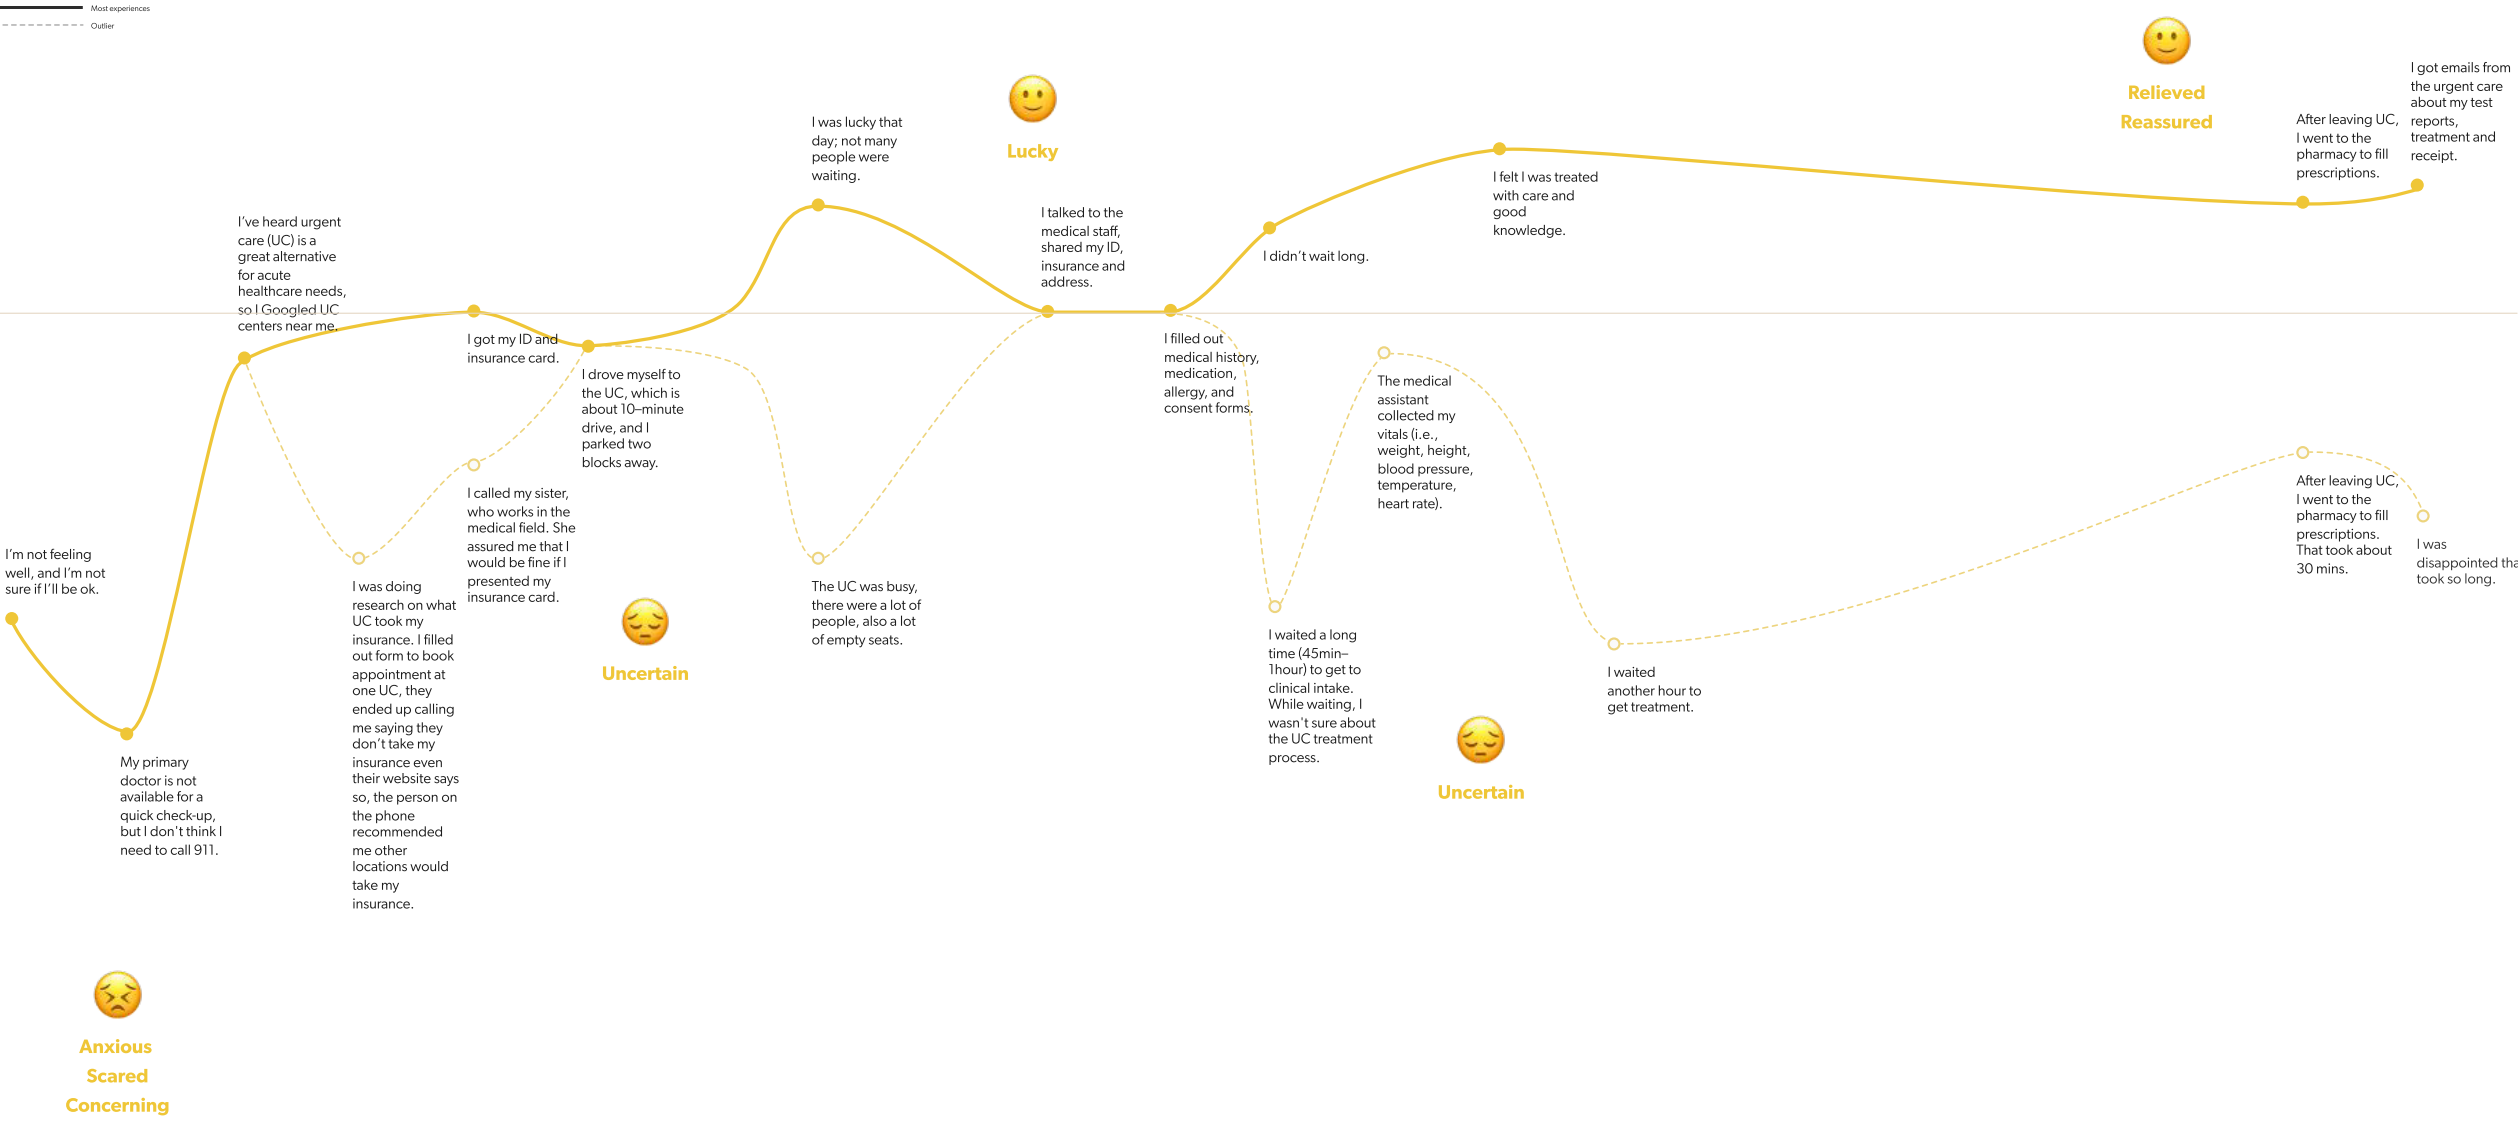 Most experiences
Outlier
I'm not feeling
well, and I'm not
sure if I'll be ok.
My primary
doctor is not
available for a
quick check-up,
but I don't think I
need to call 911.
Anxious
Scared
Concerning
I've heard urgent
care (UC) is a
great alternative
for acute
healthcare needs,
so I Googled UC
centers near me.
I was doing
research on what
UC took my
insurance. I filled
out form to book
appointment at
one UC, they
ended up calling
me saying they
don't take my
insurance even
their website says
so, the person on
the phone
recommended
me other
locations would
take my
insurance.
I got my ID and
insurance card.
I called my sister,
who works in the
medical field. She
assured me that I
would be fine if I
presented my
insurance card.
I drove myself to
the UC, which is
about 10–minute
drive, and I
parked two
blocks away.
Uncertain
I was lucky that
day; not many
people were
waiting.
The UC was busy,
there were a lot of
people, also a lot
of empty seats.
Lucky
I talked to the
medical staff,
shared my ID,
insurance and
address.
I filled out
medical history,
medication,
allergy, and
consent forms.
I didn't wait long.
I waited a long
time (45min–
1hour) to get to
clinical intake.
While waiting, I
wasn't sure about
the UC treatment
process.
The medical
assistant
collected my
vitals (i.e.,
weight, height,
blood pressure,
temperature,
heart rate).
Uncertain
I felt I was treated
with care and
good
knowledge.
I waited
another hour to
get treatment.
Relieved
Reassured
After leaving UC,
I went to the
pharmacy to fill
prescriptions.
I got emails from
the urgent care
about my test
reports,
treatment and
receipt.
After leaving UC,
I went to the
pharmacy to fill
prescriptions.
That took about
30 mins.
I was
disappointed tha
took so long.